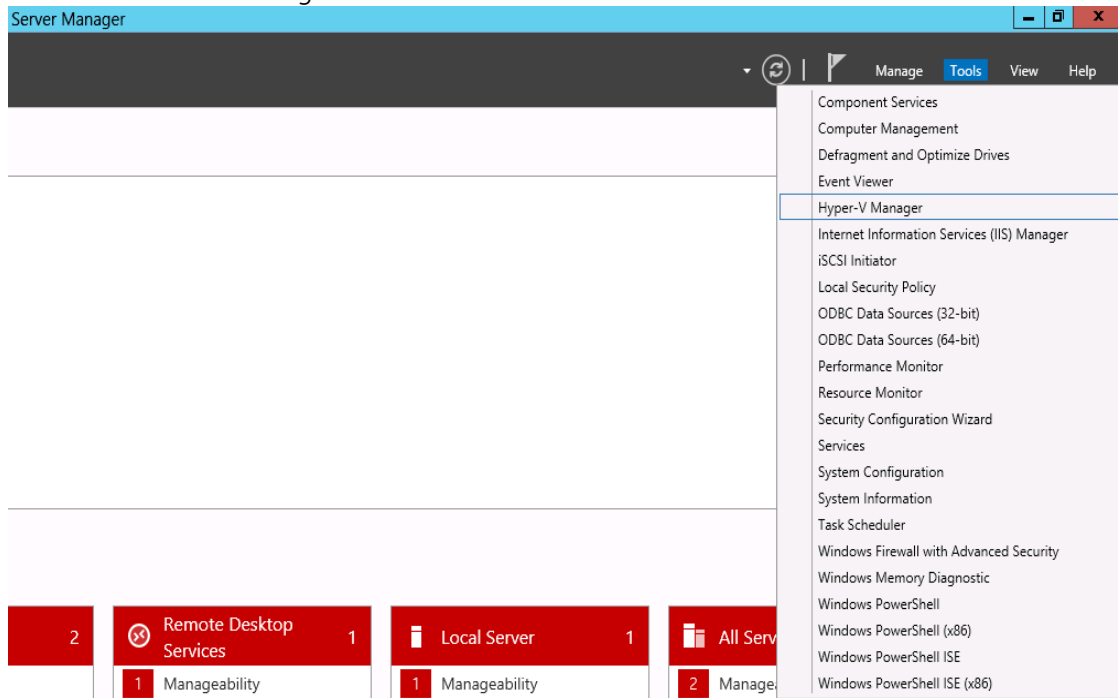 Server Manager
Manage Tools View Help
Component Services
Computer Management
Defragment and Optimize Drives
Event Viewer
Hyper-V Manager
Internet Information Services (IIS) Manager
iSCSI Initiator
Local Security Policy
ODBC Data Sources (32-bit)
ODBC Data Sources (64-bit)
Performance Monitor
Resource Monitor
Security Configuration Wizard
Services
System Configuration
System Information
Task Scheduler
Windows Firewall with Advanced Security
Windows Memory Diagnostic
Windows PowerShell
Windows PowerShell (x86)
Windows PowerShell ISE
Windows PowerShell ISE (x86)
2
Remote Desktop
Services
1
Local Server 1
All Serv
1 Manageability
1 Manageability
2 Manage